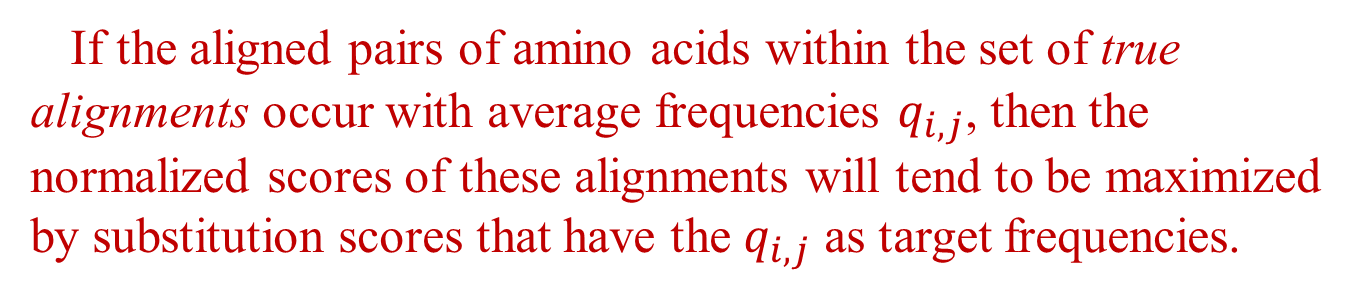 If the aligned pairs of amino acids within the set of true
alignments occur with average frequencies q_{i,j}, then the
normalized scores of these alignments will tend to be maximized
by substitution scores that have the q_{i,j} as target frequencies.